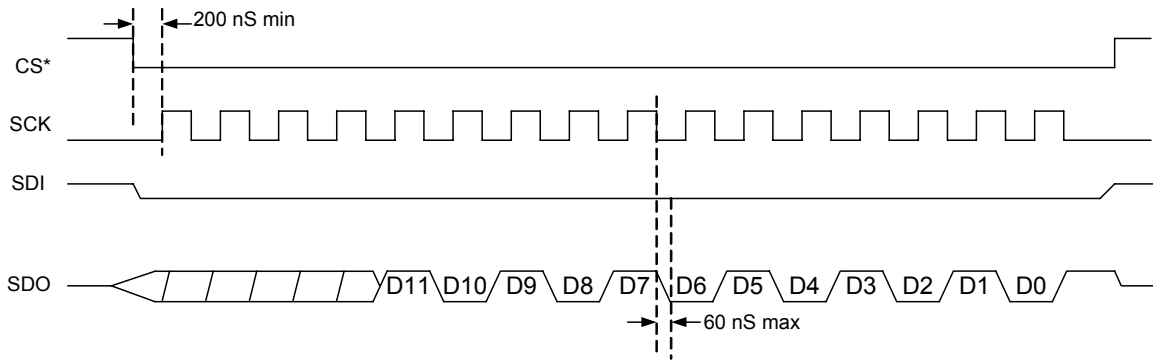 200 nS min
CS*
SCK
SDI
SDO
D11 D10 D9 D8 D7 D6 D5 D4 D3 D2 D1 D0
60 nS max